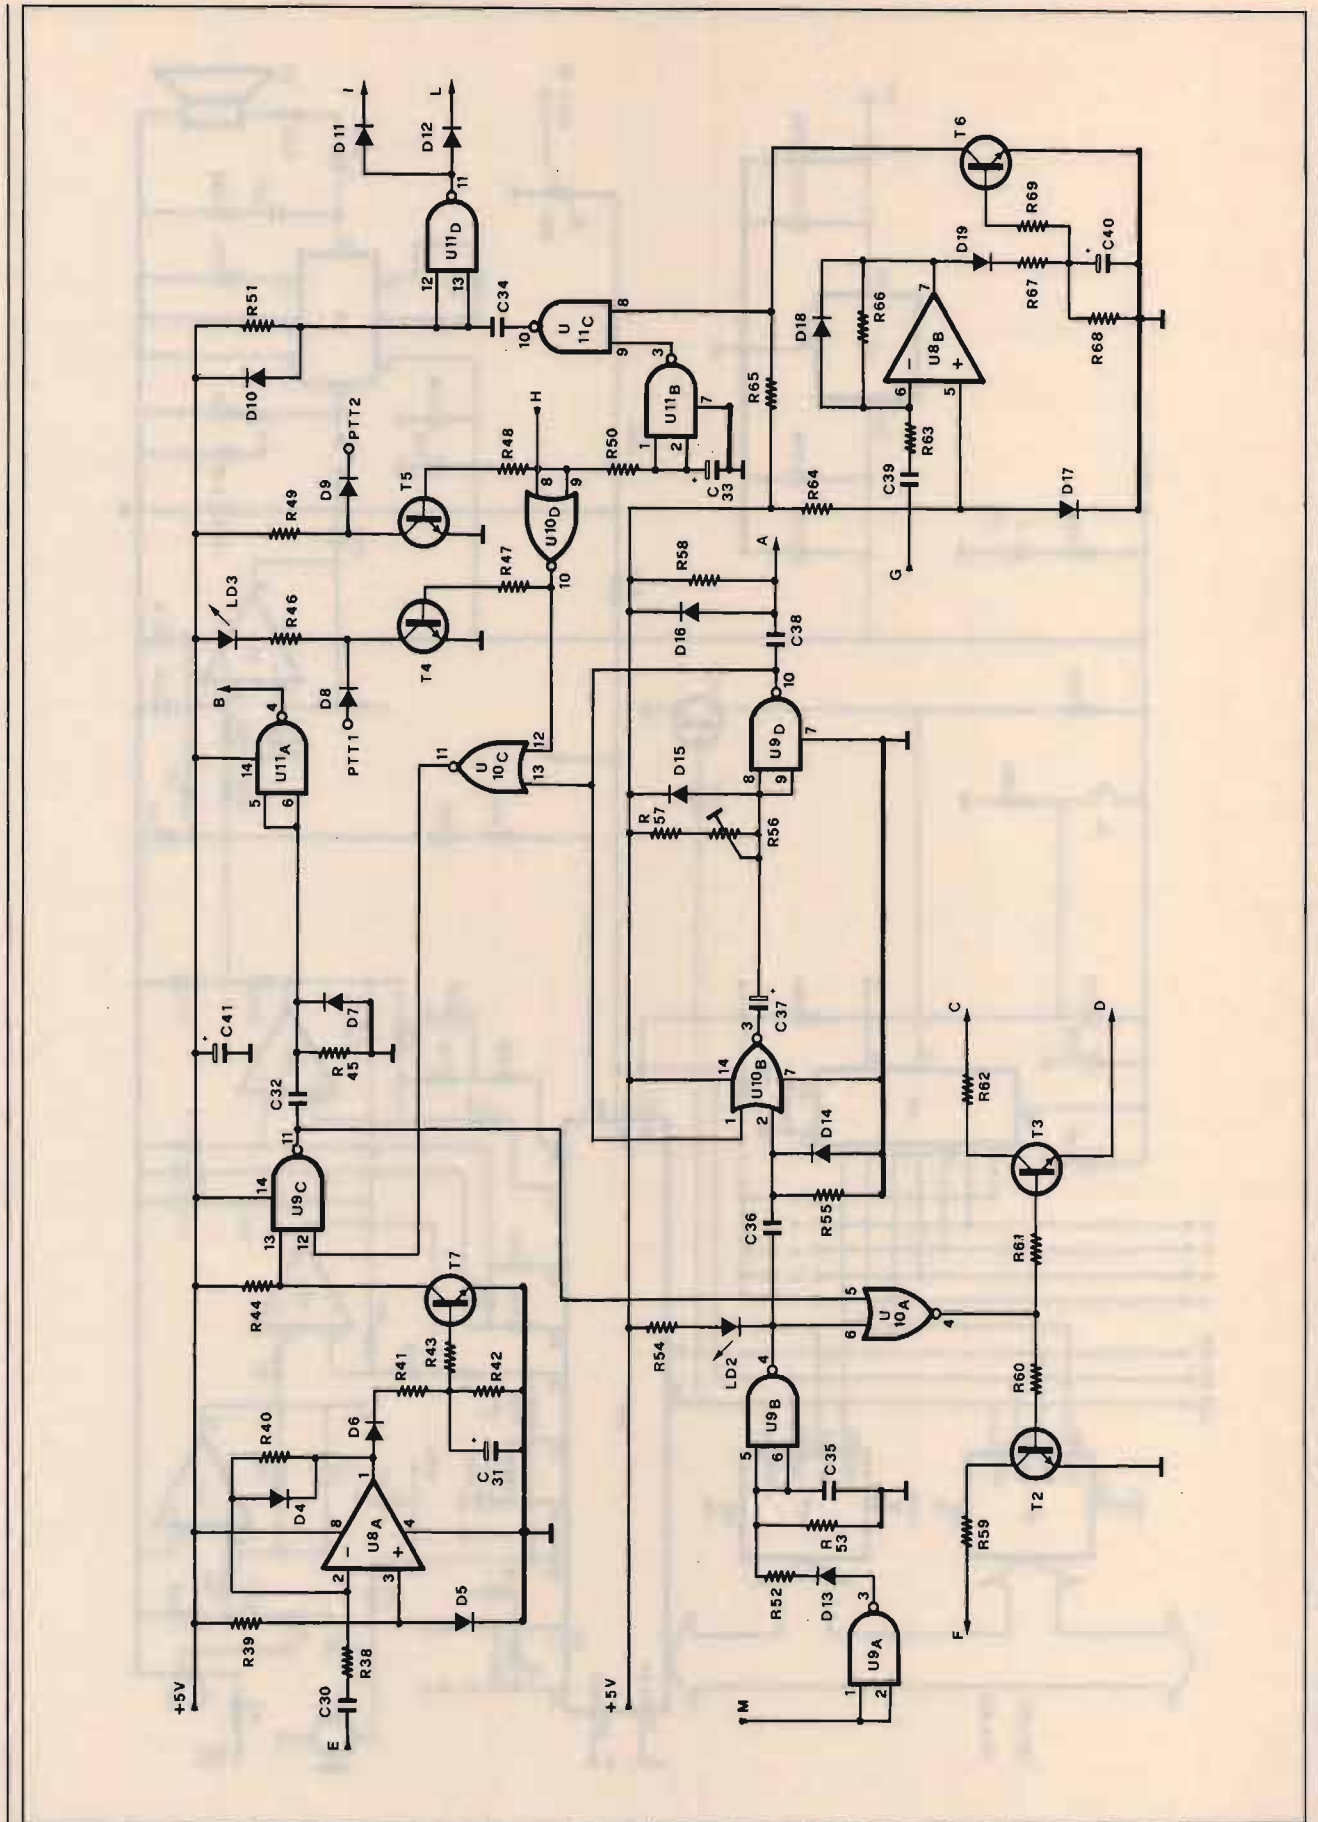 +5V
E
C30
R38
R39
2
3
D5
U8A
8
4
1
D4
R40
D6
C
31
R41
R42
R43
T7
R44
13
12
14
U9C
11
C32
R
45
D7
C41
5
6
14
U11A
4
B
PTT1
D8
LD3
R46
T4
R47
R49
D9
PTT2
T5
R48
H
8
9
U10D
10
12
13
U
10C
11
D10
R51
R50
C
33
1
2
7
U11B
3
9
8
U
11C
10
C34
12
13
U11D
11
D11
I
D12
L
+5V
M
1
2
U9A
3
D13
R52
R
53
C35
5
6
U9B
4
LD2
R54
6
5
U
10A
4
C36
R55
D14
1
2
14
7
U10B
3
C37
R56
R
57
D15
8
9
7
U9D
10
C38
D16
R58
A
F
R59
T2
R60
R61
T3
R62
C
D
G
C39
R63
R64
D17
R65
6
5
U8B
7
D18
R66
D19
R67
R68
R69
C40
T6